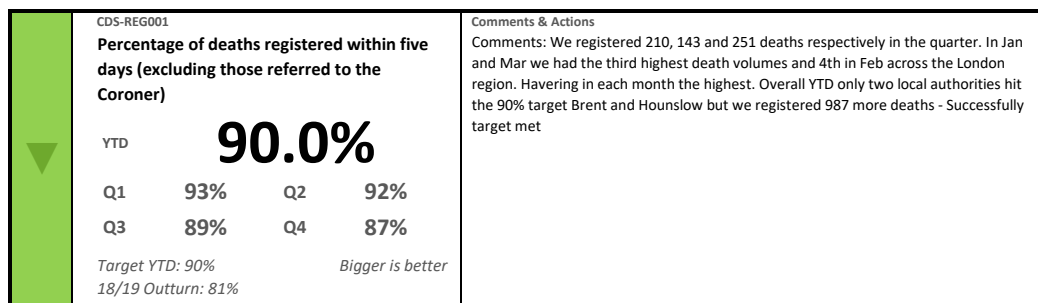 CDS-REG001
Percentage of deaths registered within five
days (excluding those referred to the
Coroner)
YTD 90.0%
Q1 93% Q2 92%
Q3 89% Q4 87%
Target YTD: 90% Bigger is better
18/19 Outturn: 81%
Comments & Actions
Comments: We registered 210, 143 and 251 deaths respectively in the quarter. In Jan
and Mar we had the third highest death volumes and 4th in Feb across the London
region. Havering in each month the highest. Overall YTD only two local authorities hit
the 90% target Brent and Hounslow but we registered 987 more deaths - Successfully
target met